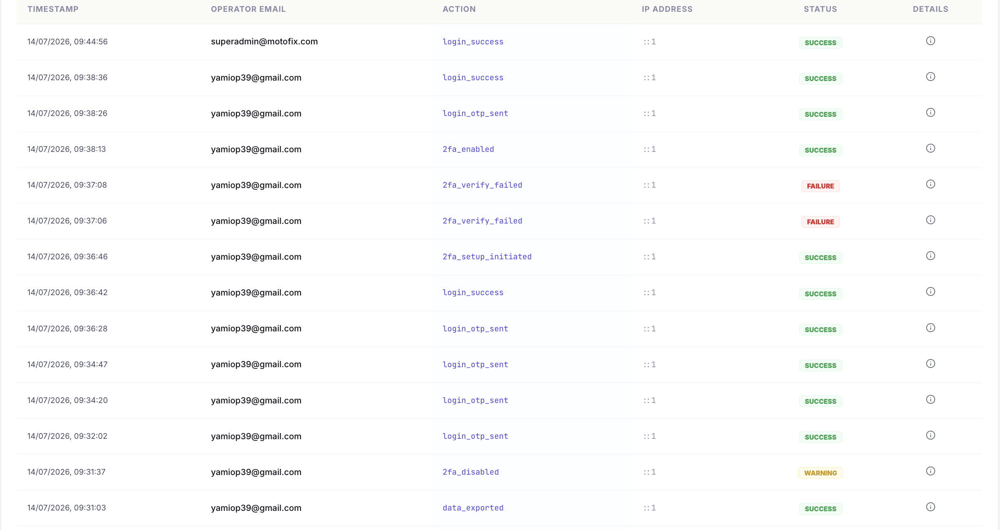 TIMESTAMP OPERATOR EMAIL ACTION IP ADDRESS STATUS DETAILS
14/07/2026, 09:44:56 superadmin@motofix.com login_success ::1 SUCCESS
14/07/2026, 09:38:36 yamiop39@gmail.com login_success ::1 SUCCESS
14/07/2026, 09:38:26 yamiop39@gmail.com login_otp_sent ::1 SUCCESS
14/07/2026, 09:38:13 yamiop39@gmail.com 2fa_enabled ::1 SUCCESS
14/07/2026, 09:37:08 yamiop39@gmail.com 2fa_verify_failed ::1 FAILURE
14/07/2026, 09:37:06 yamiop39@gmail.com 2fa_verify_failed ::1 FAILURE
14/07/2026, 09:36:46 yamiop39@gmail.com 2fa_setup_initiated ::1 SUCCESS
14/07/2026, 09:36:42 yamiop39@gmail.com login_success ::1 SUCCESS
14/07/2026, 09:36:28 yamiop39@gmail.com login_otp_sent ::1 SUCCESS
14/07/2026, 09:34:47 yamiop39@gmail.com login_otp_sent ::1 SUCCESS
14/07/2026, 09:34:20 yamiop39@gmail.com login_otp_sent ::1 SUCCESS
14/07/2026, 09:32:02 yamiop39@gmail.com login_otp_sent ::1 SUCCESS
14/07/2026, 09:31:37 yamiop39@gmail.com 2fa_disabled ::1 WARNING
14/07/2026, 09:31:03 yamiop39@gmail.com data_exported ::1 SUCCESS